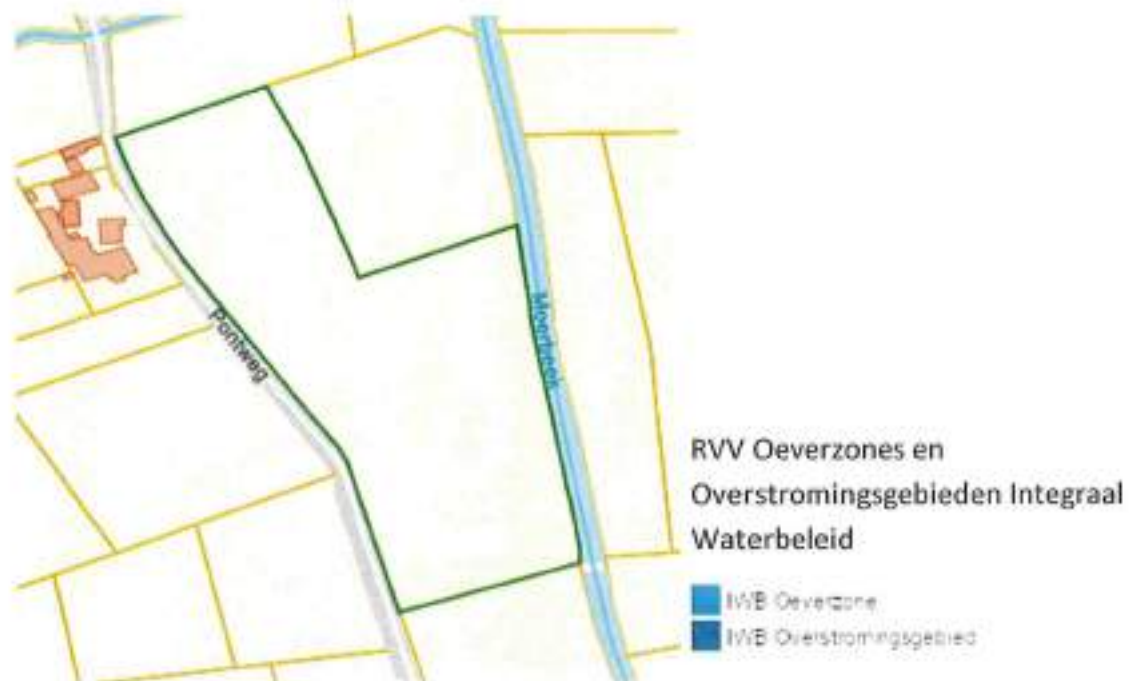 Pontweg
Moerbeek
RVV Oeverzones en
Overstromingsgebieden Integraal
Waterbeleid
IWB Oeverzone
IWB Overstromingsgebied